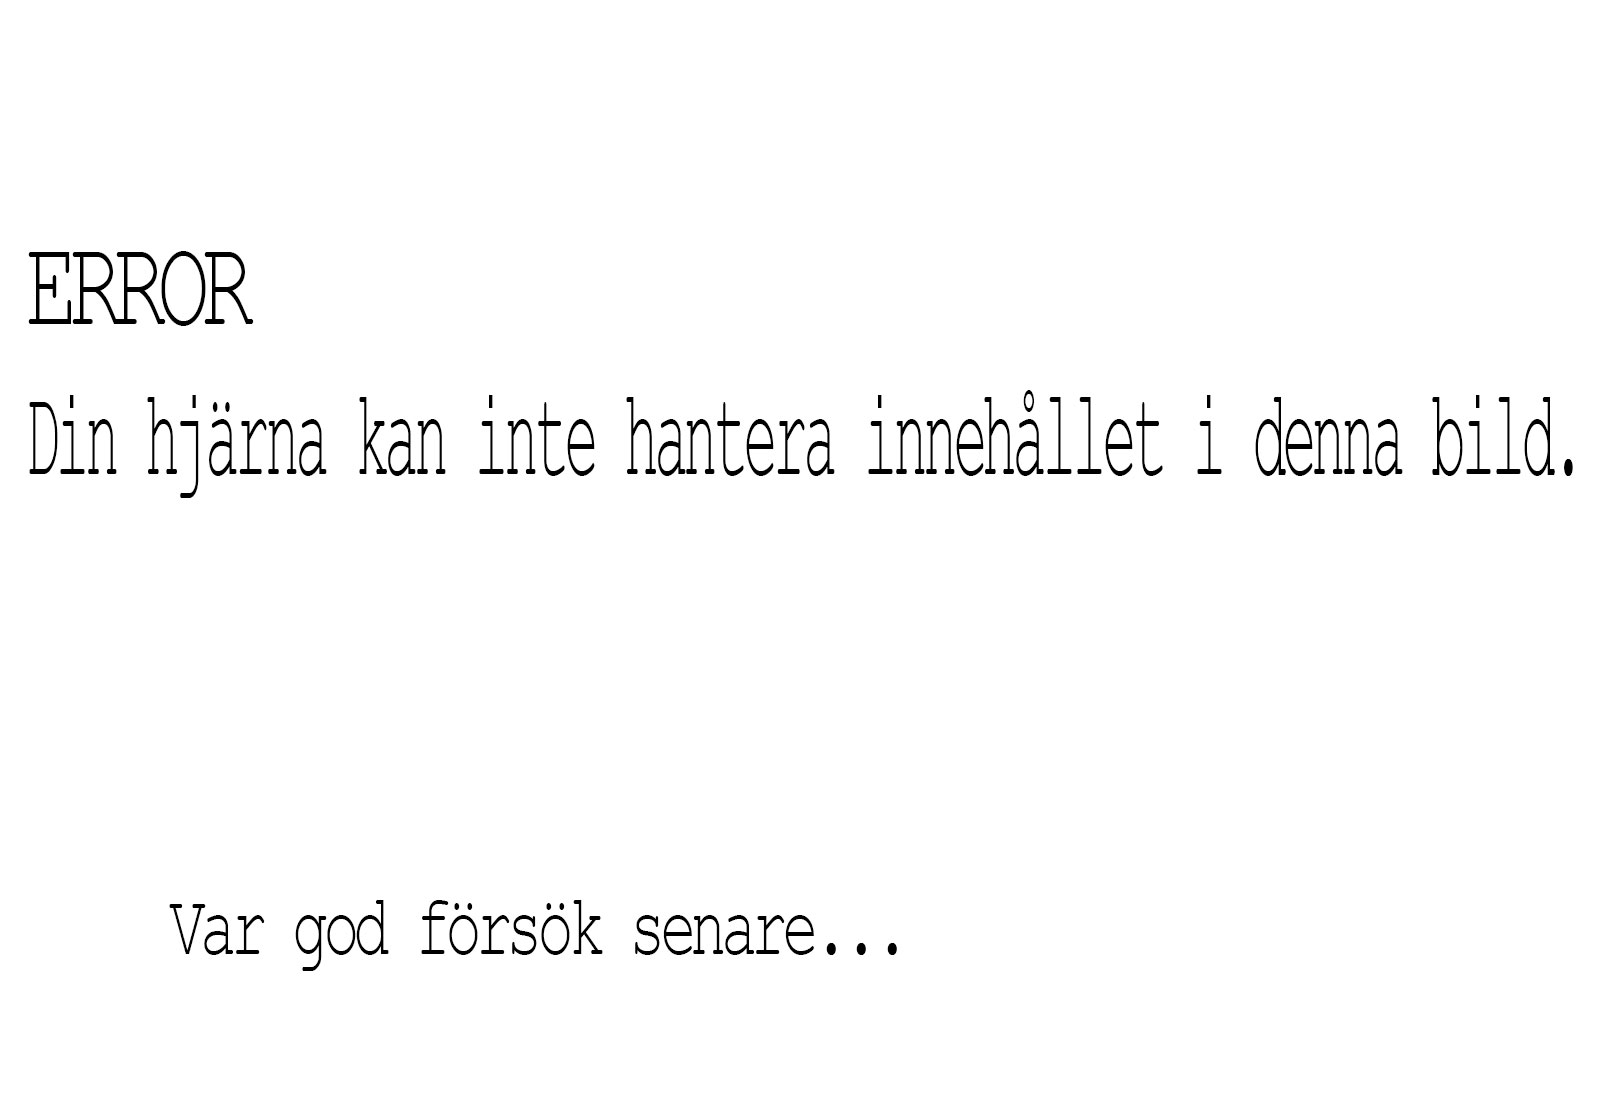 ERROR
Din hjärna kan inte hantera innehållet i denna bild.
Var god försök senare...